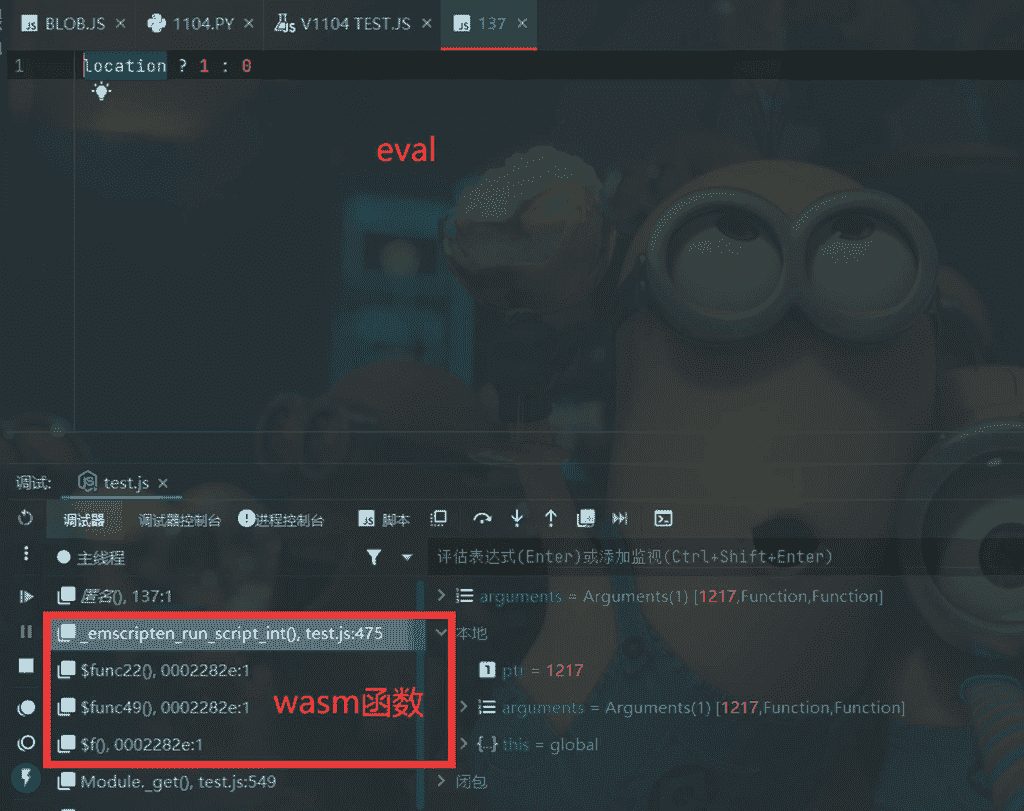 BLOB.JS × 1104.PY × V1104 TEST.JS × 137 ×
1 location ? 1 : 0
eval
调试: test.js ×
调试器 调试器控制台 进程控制台 脚本
主线程 评估表达式(Enter)或添加监视(Ctrl+Shift+Enter)
匿名(), 137:1 arguments = Arguments(1) [1217,Function,Function]
_emscripten_run_script_int(), test.js:475 本地
$func22(), 0002282e:1 ptr = 1217
$func49(), 0002282e:1 wasm函数 arguments = Arguments(1) [1217,Function,Function]
$f(), 0002282e:1 this = global
Module._get(), test.js:549 闭包